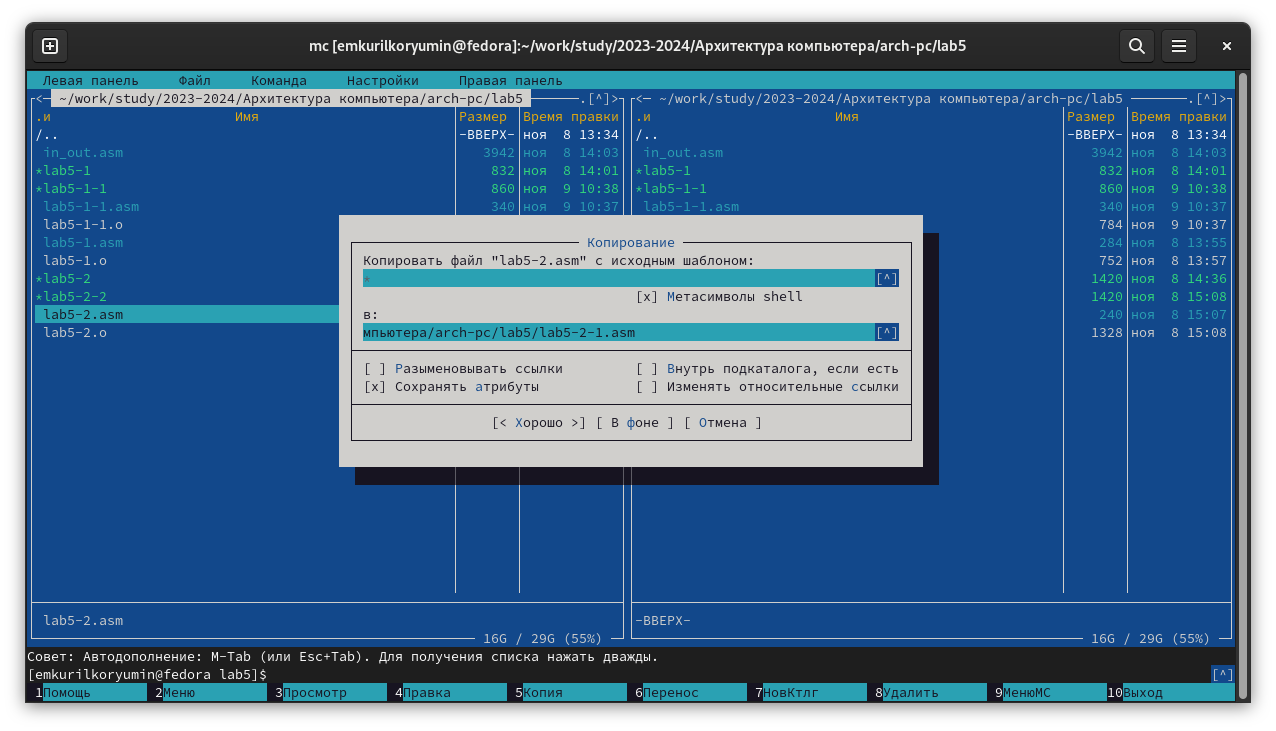 mc [emkurilkoryumin@fedora]:~/work/study/2023-2024/Архитектура компьютера/arch-pc/lab5
Левая панель Файл Команда Настройки Правая панель
<─ ~/work/study/2023-2024/Архитектура компьютера/arch-pc/lab5 .[^]> <─ ~/work/study/2023-2024/Архитектура компьютера/arch-pc/lab5 .[^]>
.и Имя Размер Время правки .и Имя Размер Время правки
/.. -ВВЕРХ- ноя 8 13:34 /.. -ВВЕРХ- ноя 8 13:34
in_out.asm 3942 ноя 8 14:03 in_out.asm 3942 ноя 8 14:03
*lab5-1 832 ноя 8 14:01 *lab5-1 832 ноя 8 14:01
*lab5-1-1 860 ноя 9 10:38 *lab5-1-1 860 ноя 9 10:38
lab5-1-1.asm 340 ноя 9 10:37 lab5-1-1.asm 340 ноя 9 10:37
lab5-1-1.o 784 ноя 9 10:37
lab5-1.asm Копирование 284 ноя 8 13:55
lab5-1.o Копировать файл "lab5-2.asm" с исходным шаблоном: 752 ноя 8 13:57
*lab5-2 * [^] 1420 ноя 8 14:36
*lab5-2-2 [x] Метасимволы shell 1420 ноя 8 15:08
lab5-2.asm в: 240 ноя 8 15:07
lab5-2.o мпьютера/arch-pc/lab5/lab5-2-1.asm [^] 1328 ноя 8 15:08
[ ] Разыменовывать ссылки [ ] Внутрь подкаталога, если есть
[x] Сохранять атрибуты [ ] Изменять относительные ссылки
[< Хорошо >] [ В фоне ] [ Отмена ]
lab5-2.asm -ВВЕРХ-
16G / 29G (55%) 16G / 29G (55%)
Совет: Автодополнение: M-Tab (или Esc+Tab). Для получения списка нажать дважды.
[emkurilkoryumin@fedora lab5]$ [^]
1Помощь 2Меню 3Просмотр 4Правка 5Копия 6Перенос 7НовКтлг 8Удалить 9МенюМС 10Выход